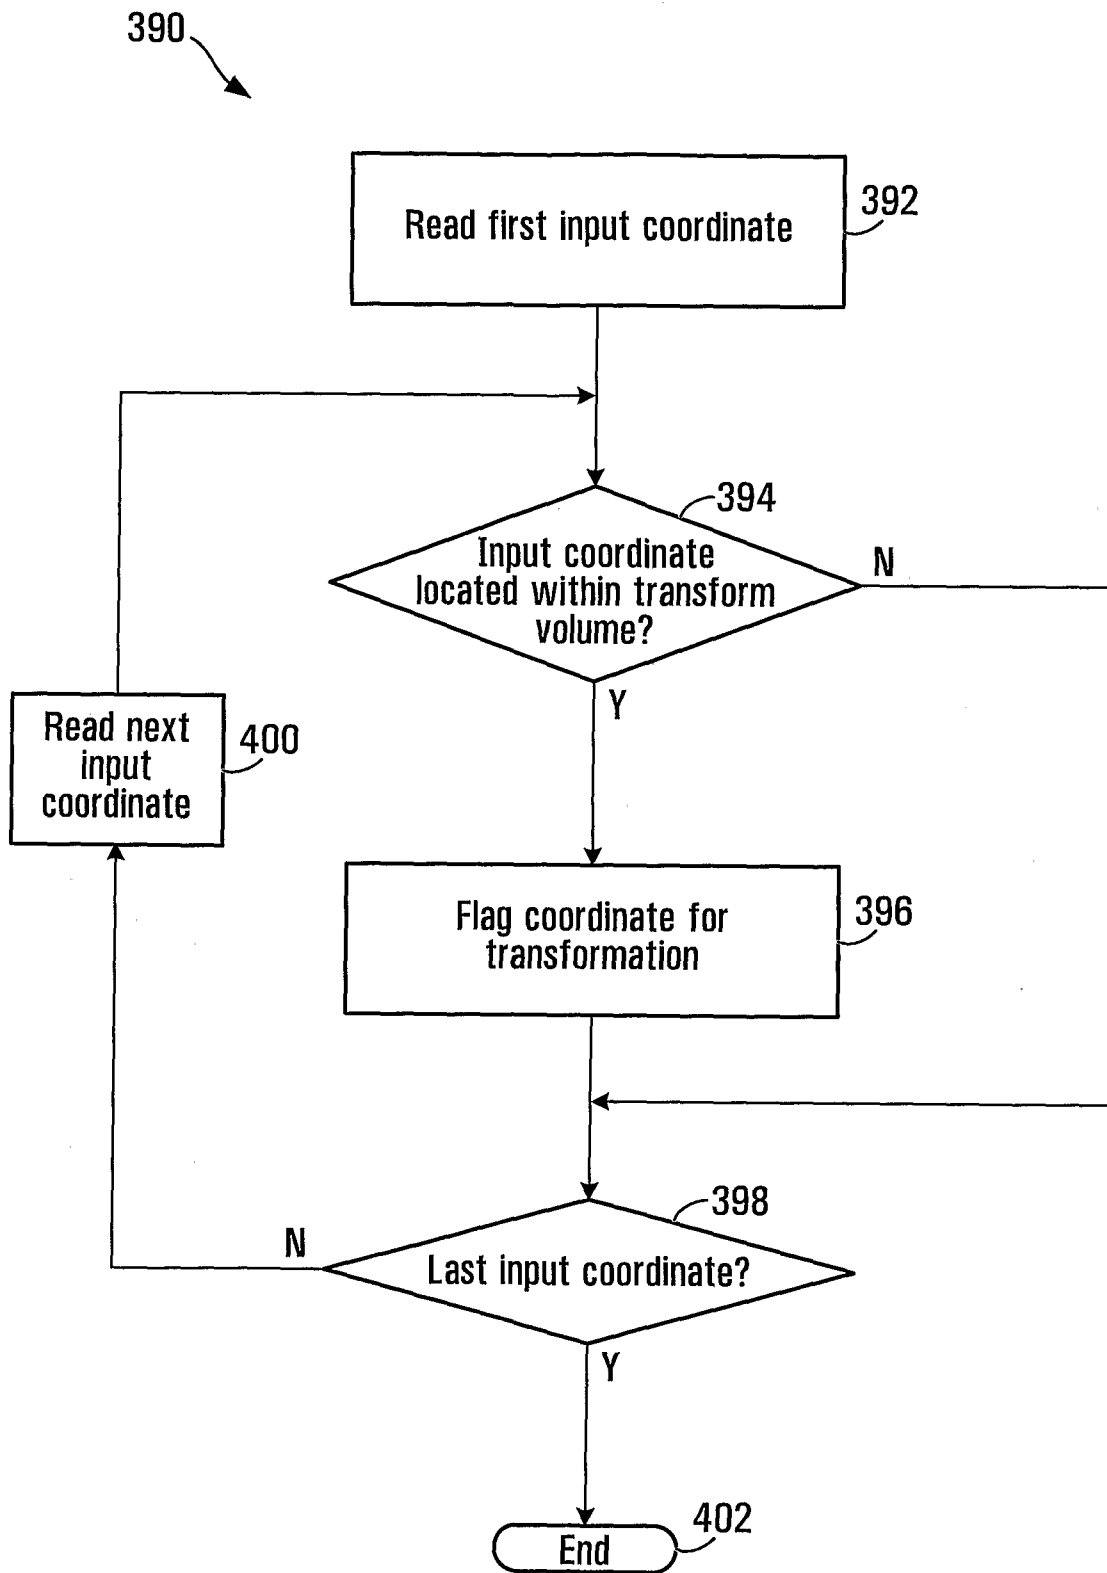 390
Read first input coordinate
392
394
Input coordinate
located within transform
volume?
N
Y
Read next
input
coordinate
400
Flag coordinate for
transformation
396
398
N
Last input coordinate?
Y
402
End